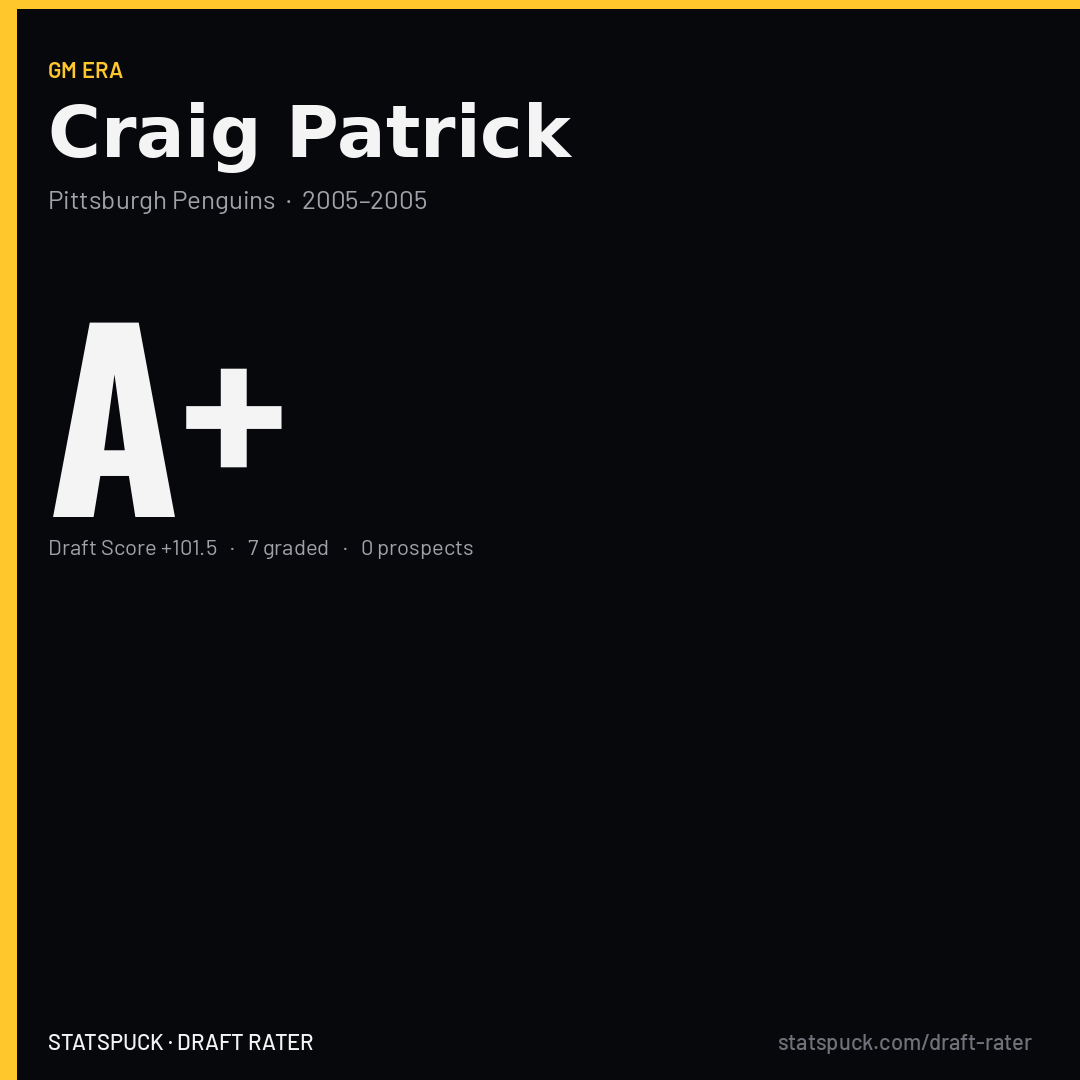 GM ERA
Craig Patrick
Pittsburgh Penguins · 2005–2005
A+
Draft Score +101.5 · 7 graded · 0 prospects
STATSPUCK · DRAFT RATER
statspuck.com/draft-rater